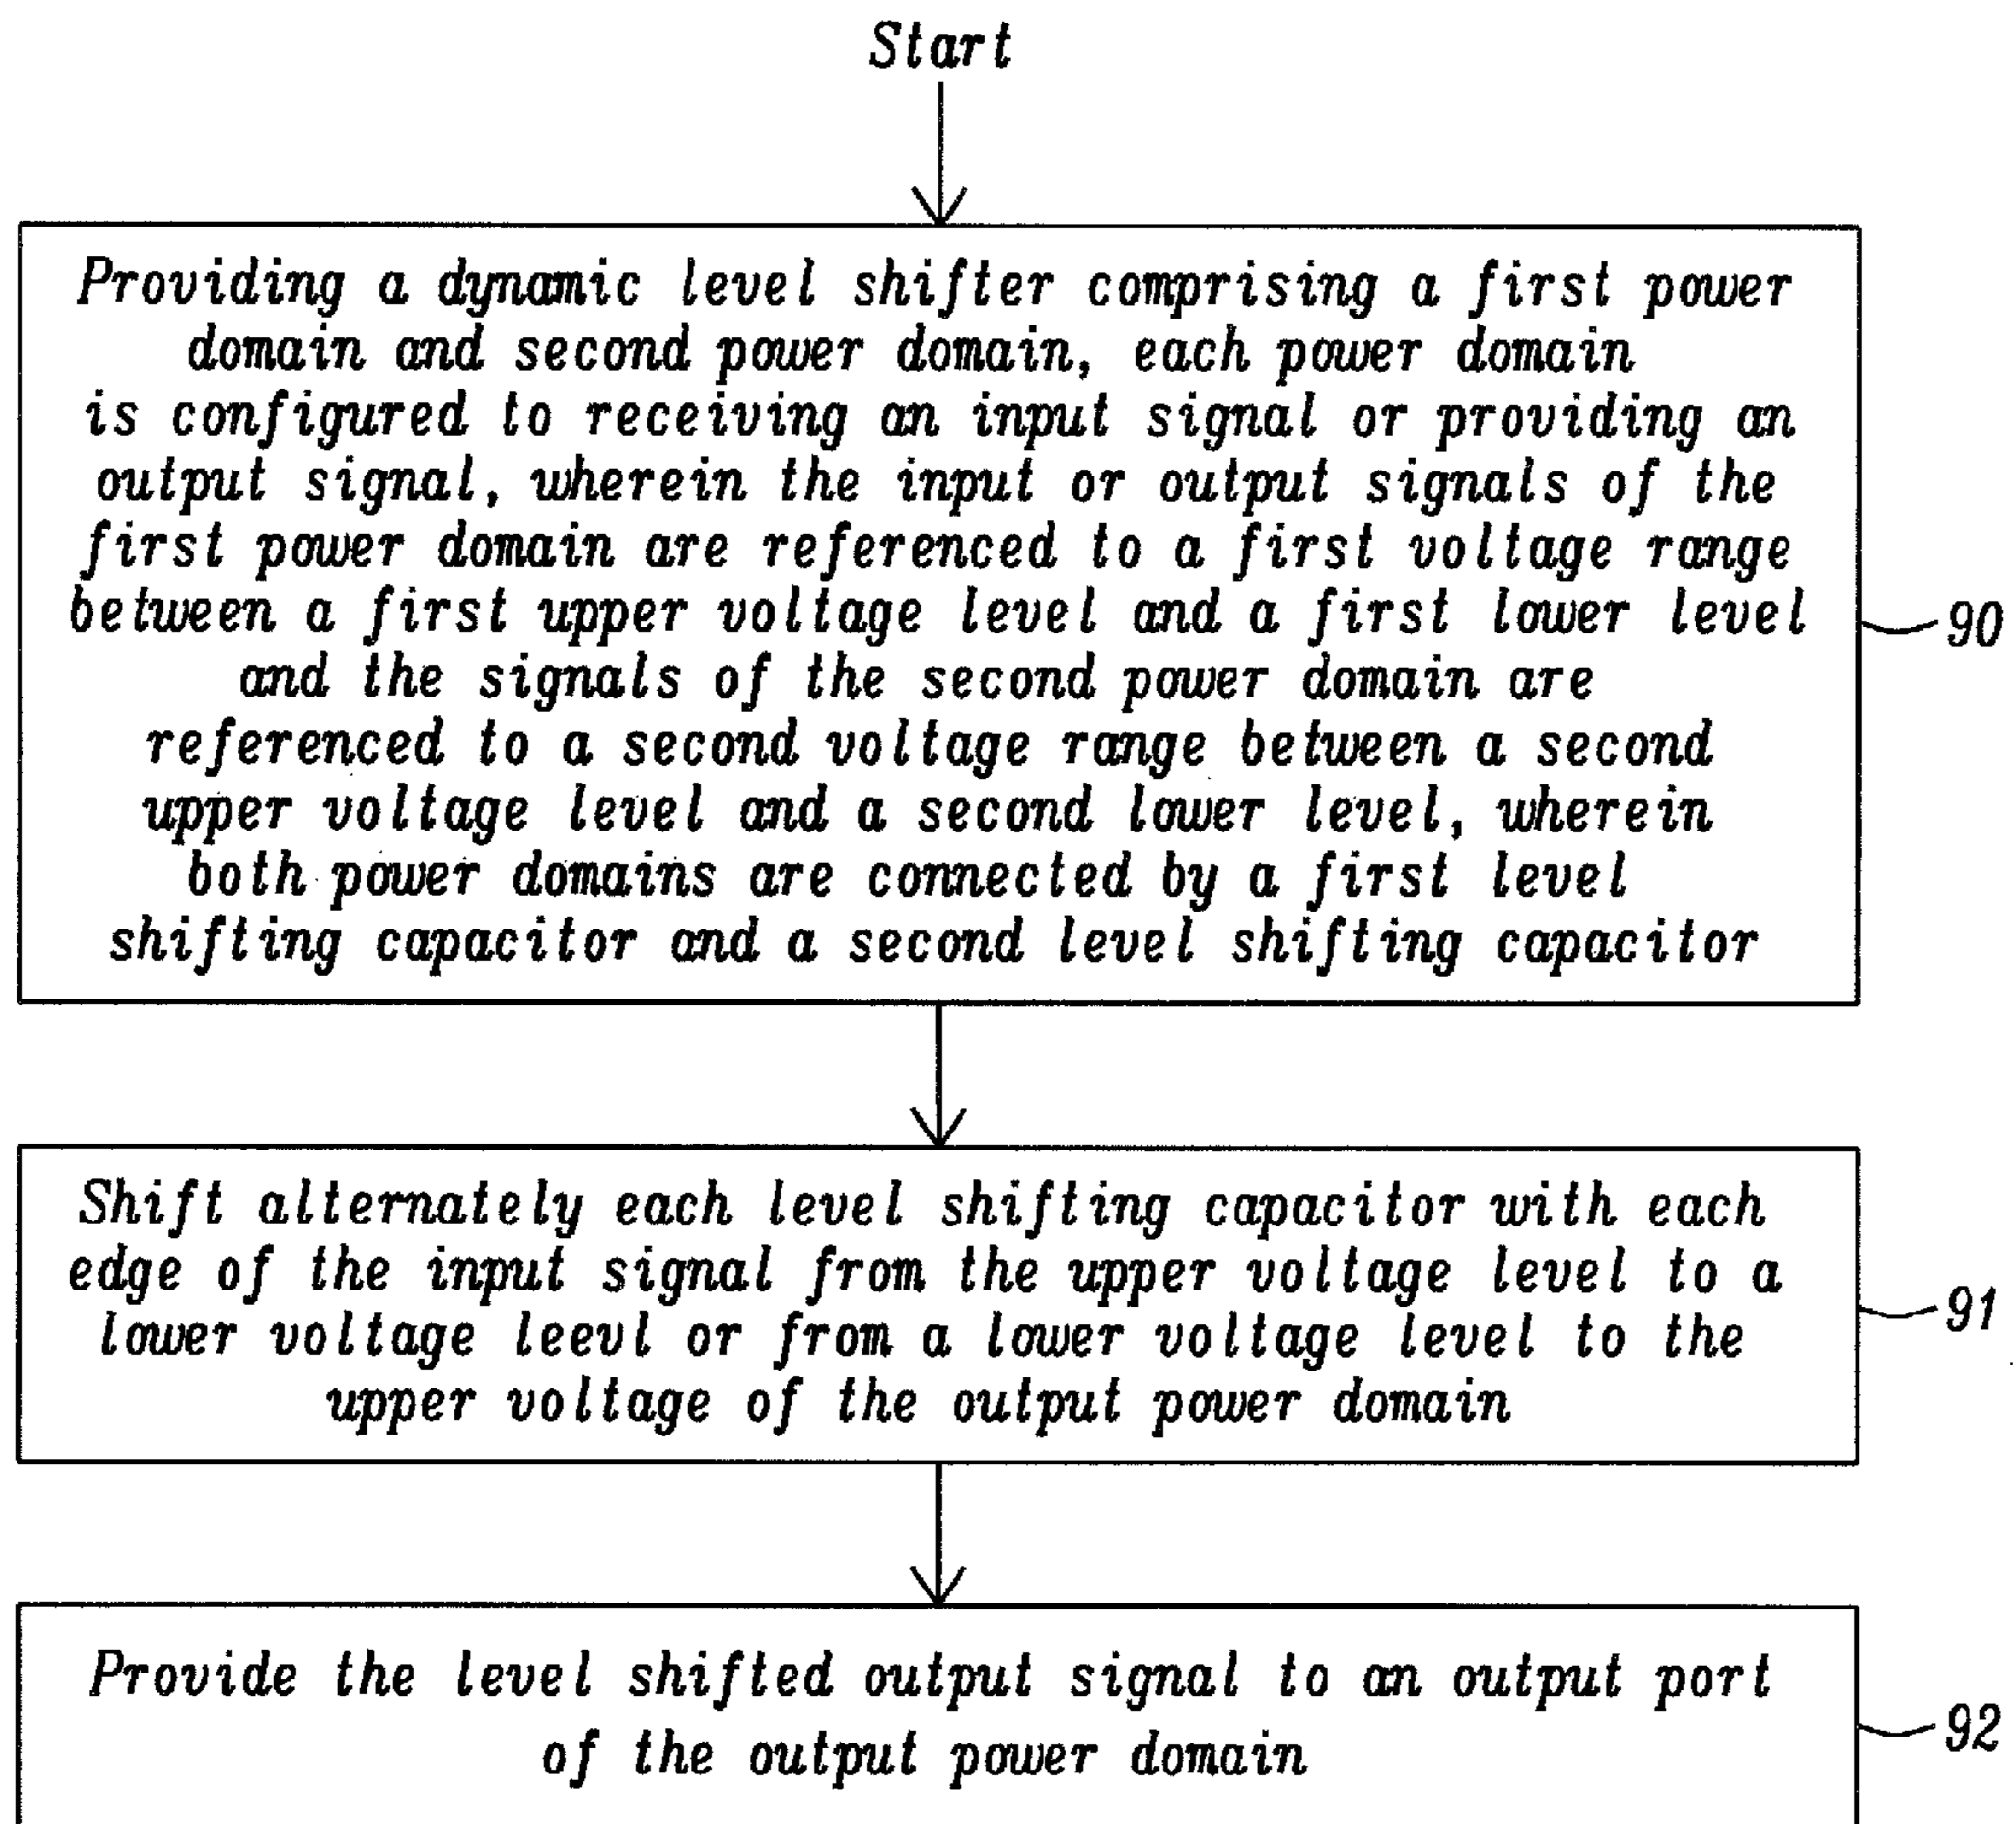 Start
Providing a dynamic level shifter comprising a first power
domain and second power domain, each power domain
is configured to receiving an input signal or providing an
output signal, wherein the input or output signals of the
first power domain are referenced to a first voltage range
between a first upper voltage level and a first lower level
and the signals of the second power domain are
referenced to a second voltage range between a second
upper voltage level and a second lower level, wherein
both power domains are connected by a first level
shifting capacitor and a second level shifting capacitor
90
Shift alternately each level shifting capacitor with each
edge of the input signal from the upper voltage level to a
lower voltage leevl or from a lower voltage level to the
upper voltage of the output power domain
91
Provide the level shifted output signal to an output port
of the output power domain
92